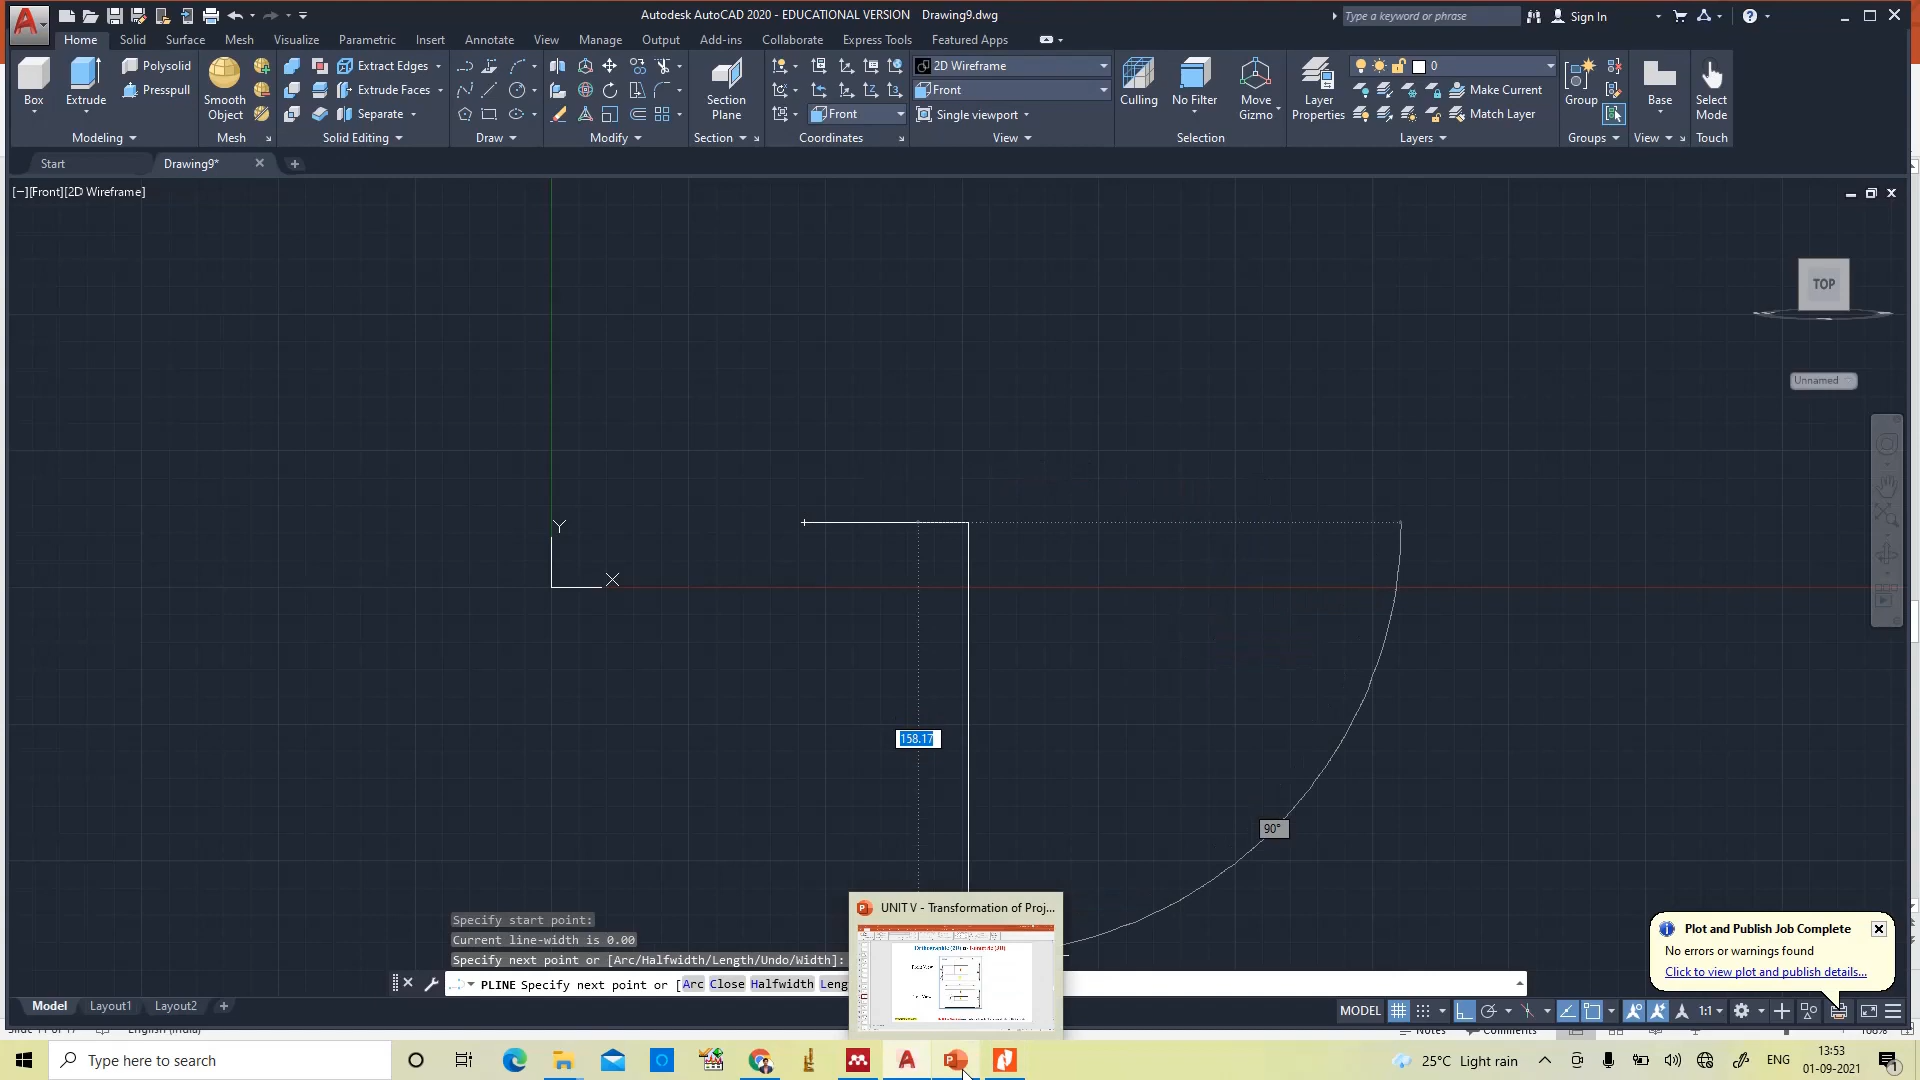 Autodesk AutoCAD 2020 - EDUCATIONAL VERSION Drawing9.dwg
Type a keyword or phrase
Sign In
Home Solid Surface Mesh Visualize Parametric Insert Annotate View Manage Output Add-ins Collaborate Express Tools Featured Apps
Polysolid
Presspull
Box
Extrude
Smooth
Object
Extract Edges
Extrude Faces
Separate
Section
Plane
Front
2D Wireframe
Front
Single viewport
Culling
No Filter
Move
Gizmo
Layer
Properties
0
Make Current
Match Layer
Group
Base
Select
Mode
Modeling Mesh Solid Editing Draw Modify Section Coordinates View Selection Layers Groups View Touch
Start
Drawing9*
[−][Front][2D Wireframe]
TOP
Unnamed
Y
X
158.17
90°
Specify start point:
Current line-width is 0.00
Specify next point or [Arc/Halfwidth/Length/Undo/Width]:
PLINE Specify next point or [Arc Close Halfwidth Leng
UNIT V - Transformation of Proj...
Plot and Publish Job Complete
No errors or warnings found
Click to view plot and publish details...
Model Layout1 Layout2
MODEL
1:1
Type here to search
25°C Light rain
ENG
13:53
01-09-2021
1